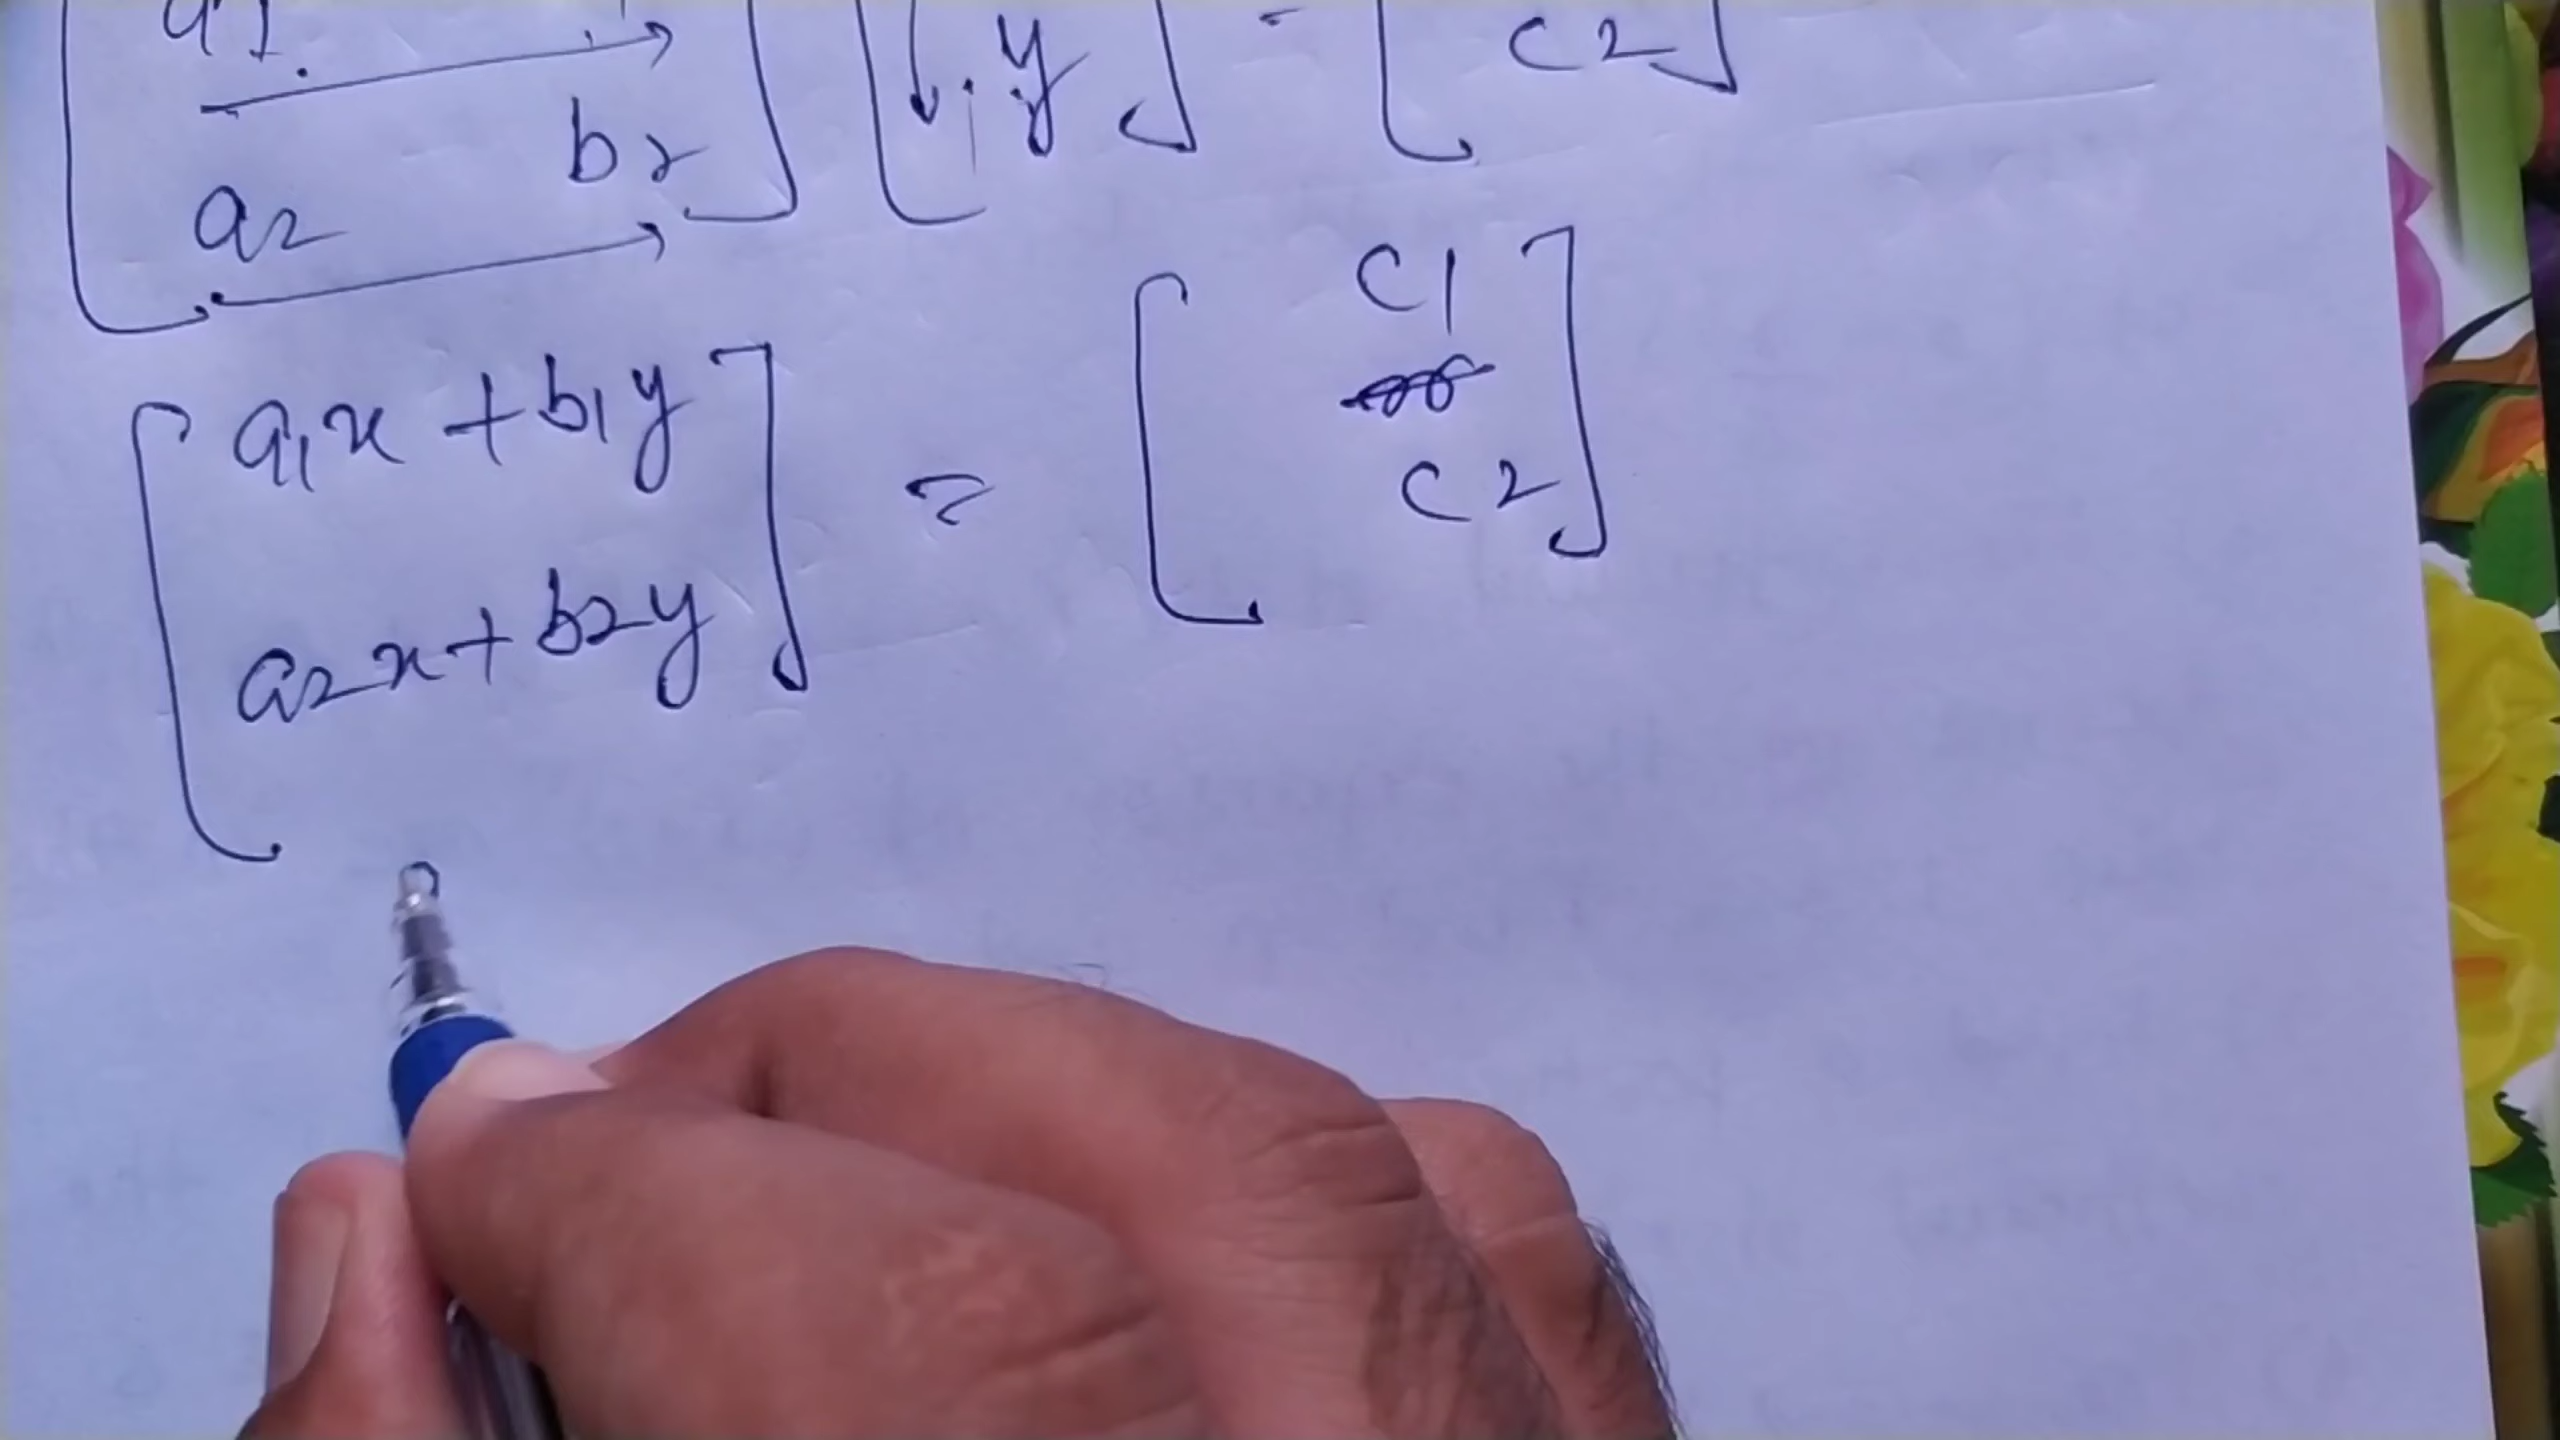 a1 y = c2
a2 b2
[a1x + b1y] = [c1
a2x + b2y] c2]